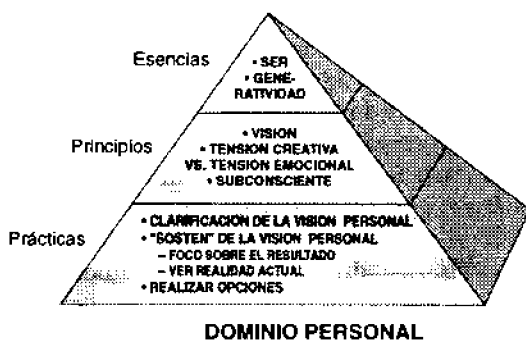 Esencias
• SER
• GENE-
RATIVIDAD
Principios
• VISION
• TENSION CREATIVA
VS. TENSION EMOCIONAL
• SUBCONSCIENTE
Prácticas
• CLARIFICACION DE LA VISION PERSONAL
• "SOSTEN" DE LA VISION PERSONAL
– FOCO SOBRE EL RESULTADO
– VER REALIDAD ACTUAL
• REALIZAR OPCIONES
DOMINIO PERSONAL